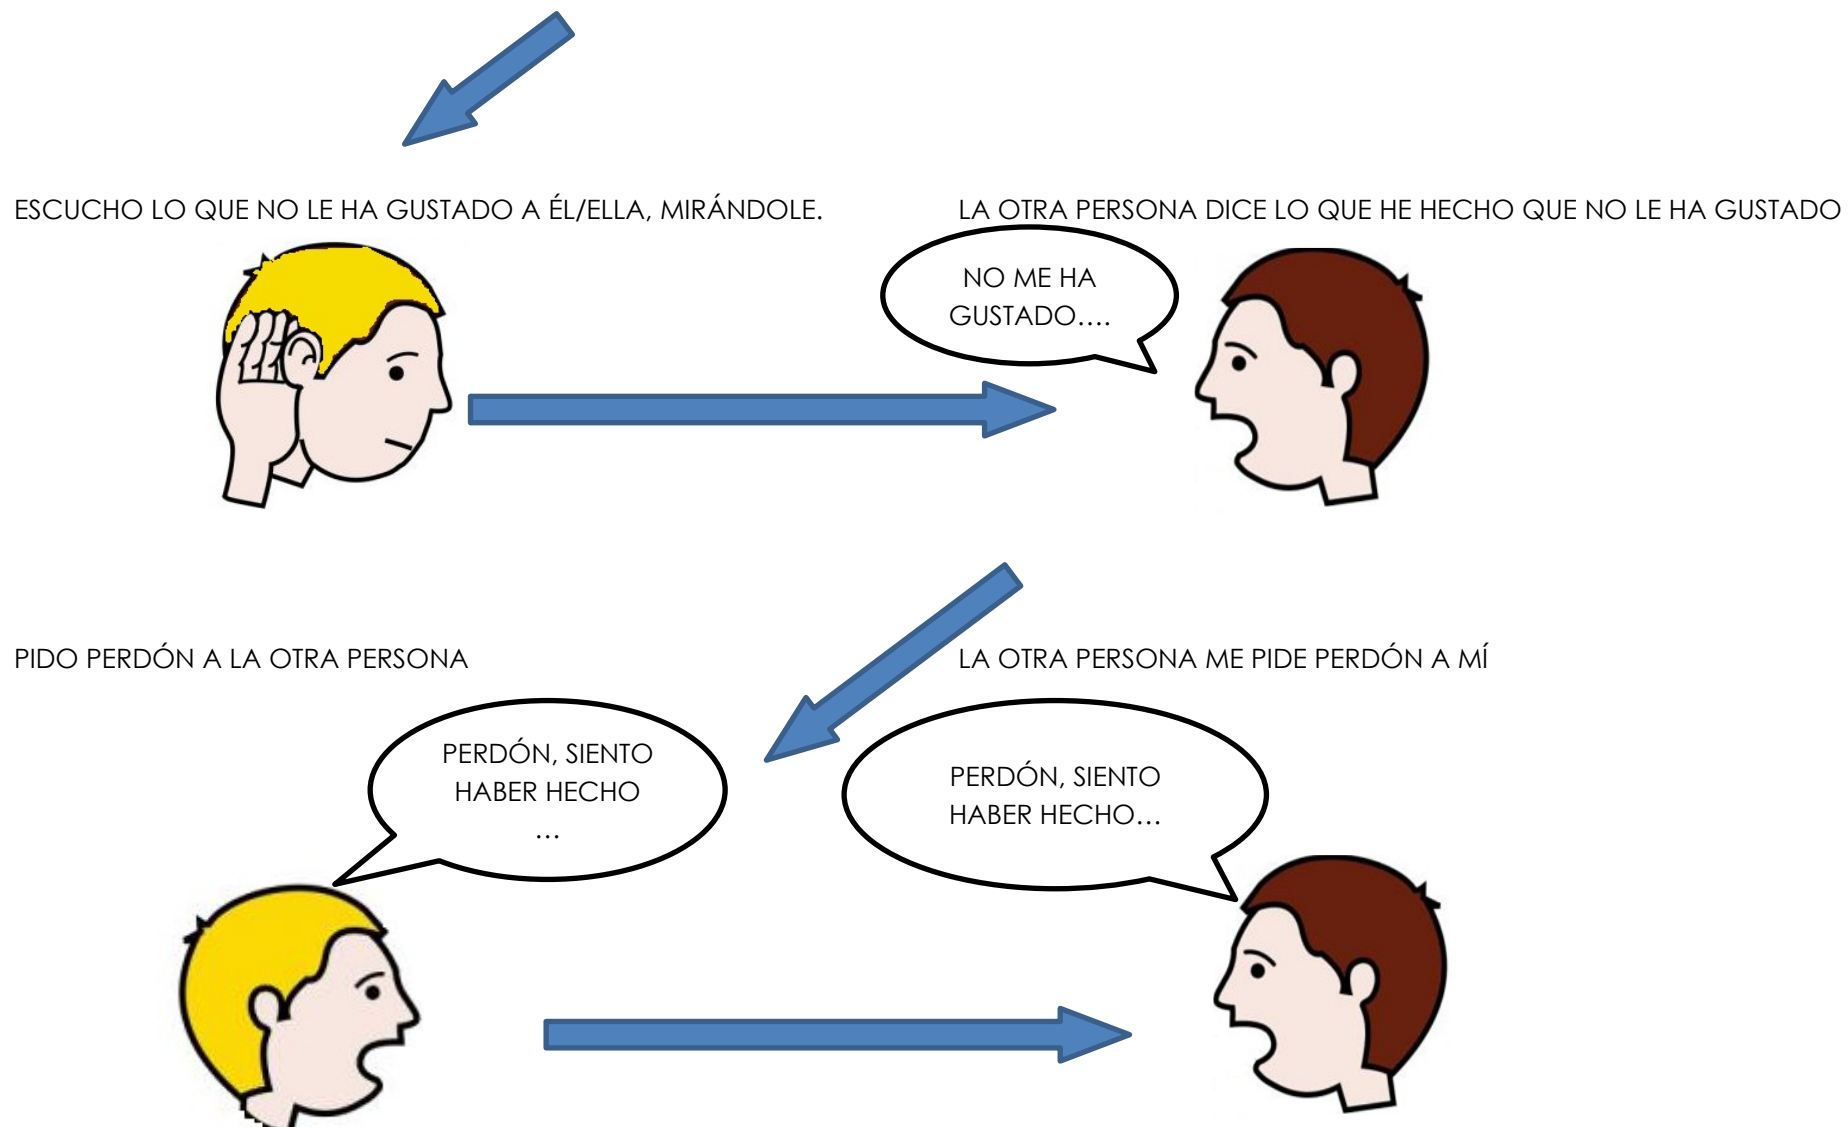 ESCUCHO LO QUE NO LE HA GUSTADO A ÉL/ELLA, MIRÁNDOLE.
LA OTRA PERSONA DICE LO QUE HE HECHO QUE NO LE HA GUSTADO
NO ME HA
GUSTADO....
PIDO PERDÓN A LA OTRA PERSONA
LA OTRA PERSONA ME PIDE PERDÓN A MÍ
PERDÓN, SIENTO
HABER HECHO
...
PERDÓN, SIENTO
HABER HECHO...